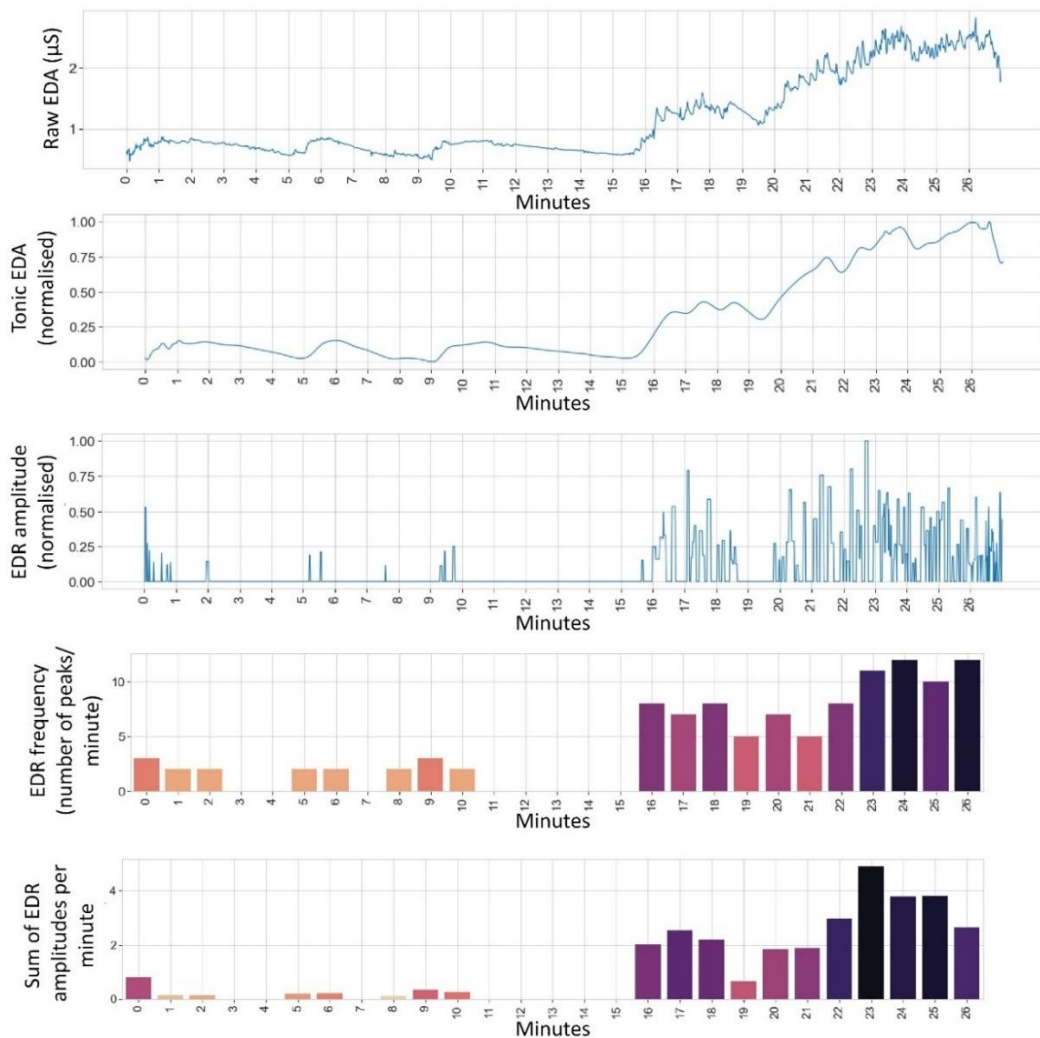 Raw EDA (µS)
2
1
0 1 2 3 4 5 6 7 8 9 10 11 12 13 14 15 16 17 18 19 20 21 22 23 24 25 26
Minutes
Tonic EDA
(normalised)
1.00
0.75
0.50
0.25
0.00
0 1 2 3 4 5 6 7 8 9 10 11 12 13 14 15 16 17 18 19 20 21 22 23 24 25 26
Minutes
EDR amplitude
(normalised)
1.00
0.75
0.50
0.25
0.00
0 1 2 3 4 5 6 7 8 9 10 11 12 13 14 15 16 17 18 19 20 21 22 23 24 25 26
Minutes
EDR frequency
(number of peaks/
minute)
10
5
0
0 1 2 3 4 5 6 7 8 9 10 11 12 13 14 15 16 17 18 19 20 21 22 23 24 25 26
Minutes
Sum of EDR
amplitudes per
minute
4
2
0
0 1 2 3 4 5 6 7 8 9 10 11 12 13 14 15 16 17 18 19 20 21 22 23 24 25 26
Minutes